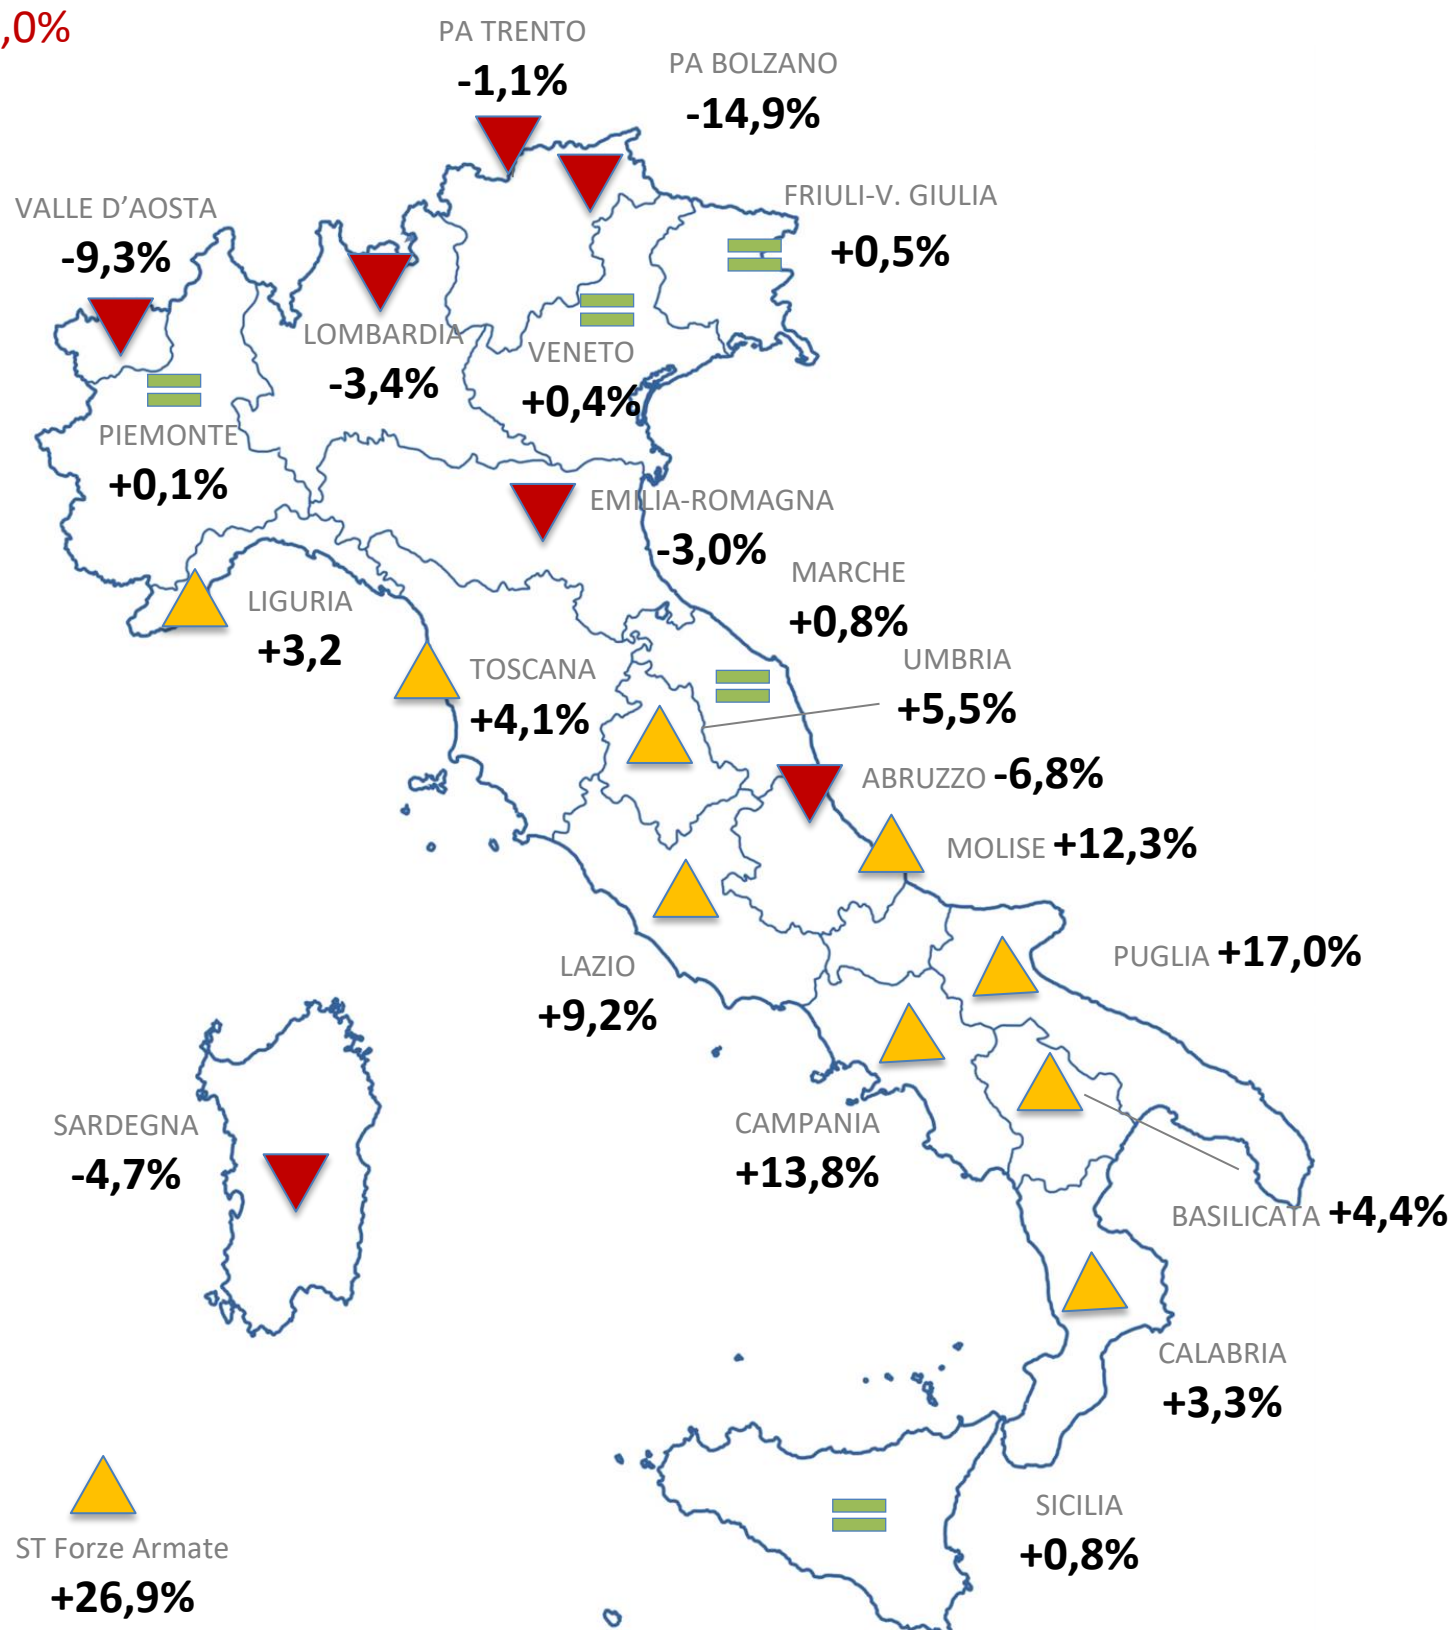 ,0%
PA TRENTO
-1,1%
PA BOLZANO
-14,9%
VALLE D’AOSTA
-9,3%
FRIULI-V. GIULIA
+0,5%
LOMBARDIA
-3,4%
VENETO
+0,4%
PIEMONTE
+0,1%
EMILIA-ROMAGNA
-3,0%
MARCHE
+0,8%
LIGURIA
+3,2
TOSCANA
+4,1%
UMBRIA
+5,5%
ABRUZZO -6,8%
MOLISE +12,3%
PUGLIA +17,0%
LAZIO
+9,2%
SARDEGNA
-4,7%
CAMPANIA
+13,8%
BASILICATA +4,4%
CALABRIA
+3,3%
SICILIA
+0,8%
ST Forze Armate
+26,9%